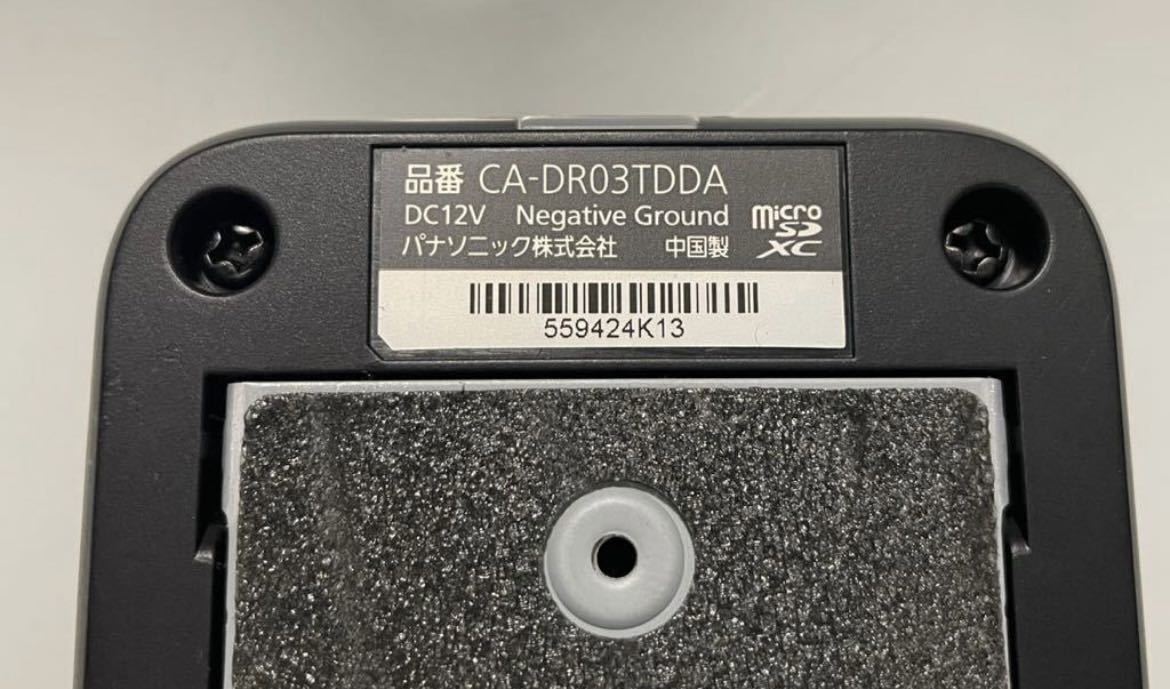 品番 CA-DR03TDDA
DC12V Negative Ground
micro SD XC
パナソニック株式会社 中国製
559424K13